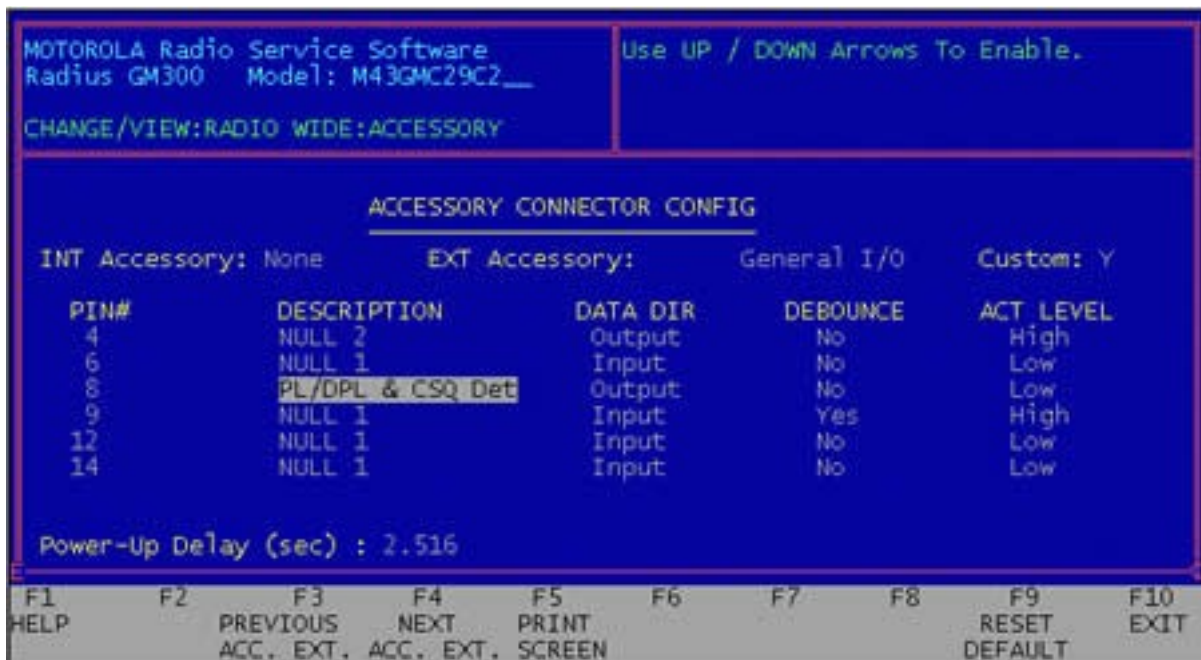 MOTOROLA Radio Service Software
Radius GM300 Model: M43GMC29C2__
CHANGE/VIEW:RADIO WIDE:ACCESSORY
Use UP / DOWN Arrows To Enable.
ACCESSORY CONNECTOR CONFIG
INT Accessory: None EXT Accessory: General I/O Custom: Y
PIN# DESCRIPTION DATA DIR DEBOUNCE ACT LEVEL
4 NULL 2 Output No High
6 NULL 1 Input No Low
8 PL/DPL & CSQ Det Output No Low
9 NULL 1 Input Yes High
12 NULL 1 Input No Low
14 NULL 1 Input No Low
Power-Up Delay (sec) : 2.516
F1 F2 F3 F4 F5 F6 F7 F8 F9 F10
HELP PREVIOUS NEXT PRINT RESET EXIT
ACC. EXT. ACC. EXT. SCREEN DEFAULT